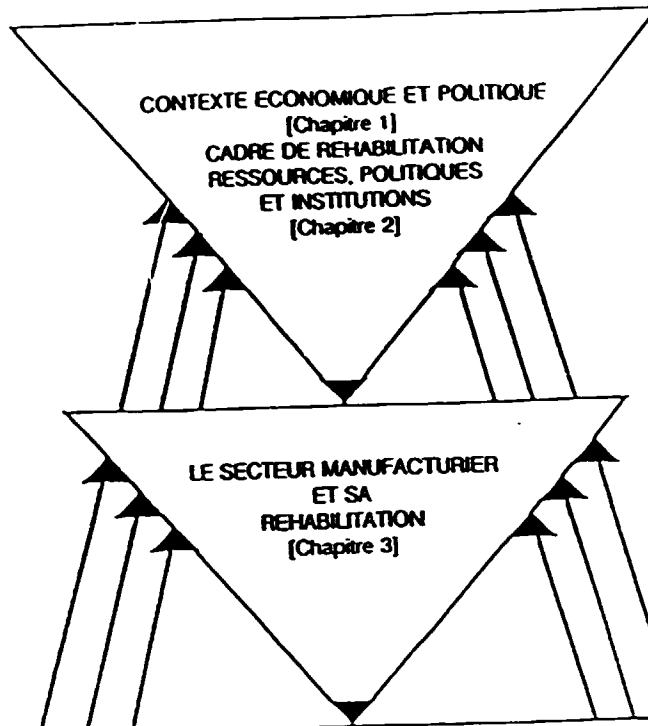 CONTEXTE ECONOMIQUE ET POLITIQUE
[Chapitre 1]
CADRE DE REHABILITATION
RESSOURCES, POLITIQUES
ET INSTITUTIONS
[Chapitre 2]
LE SECTEUR MANUFACTURIER
ET SA
REHABILITATION
[Chapitre 3]